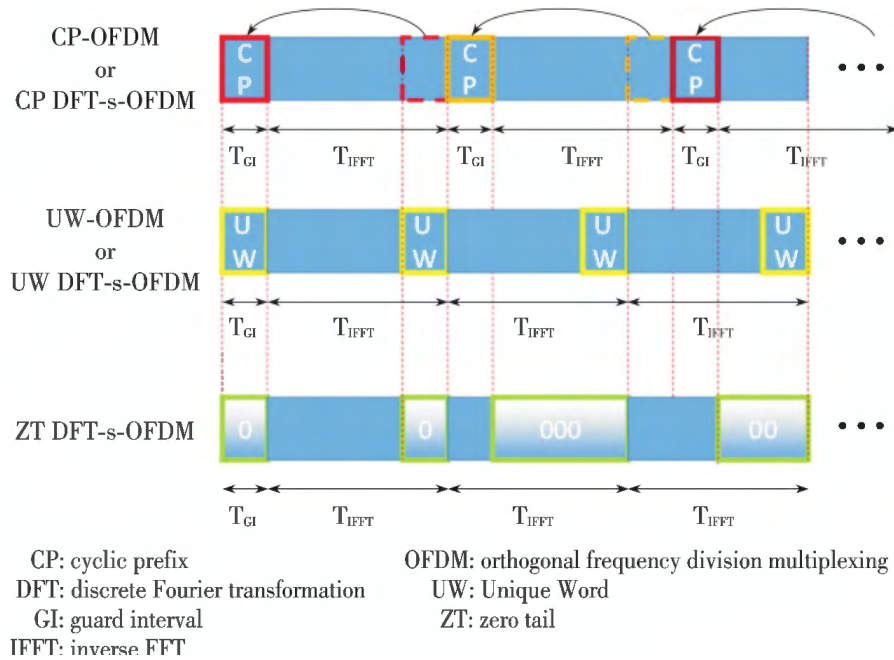 CP-OFDM
or
CP DFT-s-OFDM
C
P
C
P
C
P
• • •
T_GI
T_IFFT
T_GI
T_IFFT
T_GI
T_IFFT
UW-OFDM
or
UW DFT-s-OFDM
U
W
U
W
U
W
U
W
• • •
T_GI
T_IFFT
T_IFFT
T_IFFT
ZT DFT-s-OFDM
0
0
000
00
• • •
T_GI
T_IFFT
T_IFFT
T_IFFT
CP: cyclic prefix
OFDM: orthogonal frequency division multiplexing
DFT: discrete Fourier transformation
UW: Unique Word
GI: guard interval
ZT: zero tail
IFFT: inverse FFT